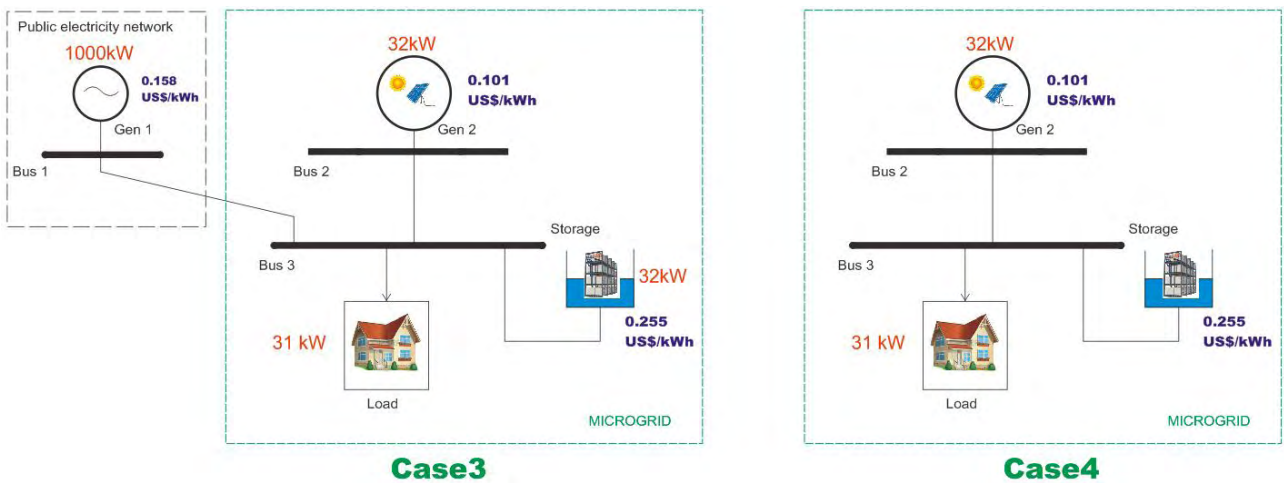 Public electricity network
1000kW
0.158
US$/kWh
Gen 1
Bus 1
32kW
0.101
US$/kWh
Gen 2
Bus 2
Storage
Bus 3
32kW
0.255
US$/kWh
31 kW
Load
MICROGRID
Case3
32kW
0.101
US$/kWh
Gen 2
Bus 2
Storage
Bus 3
0.255
US$/kWh
31 kW
Load
MICROGRID
Case4